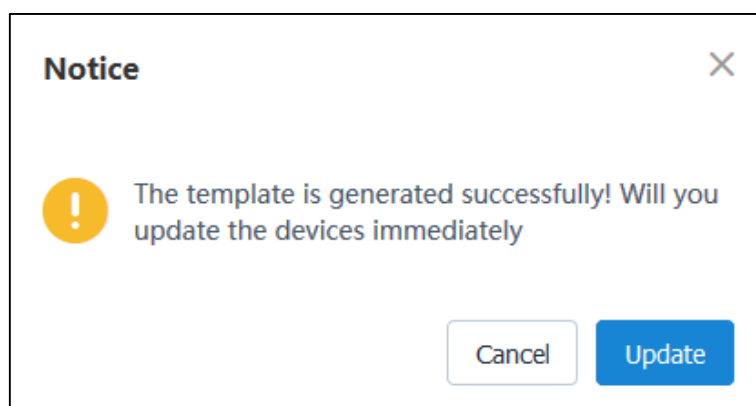 Notice
The template is generated successfully! Will you
update the devices immediately
Cancel Update